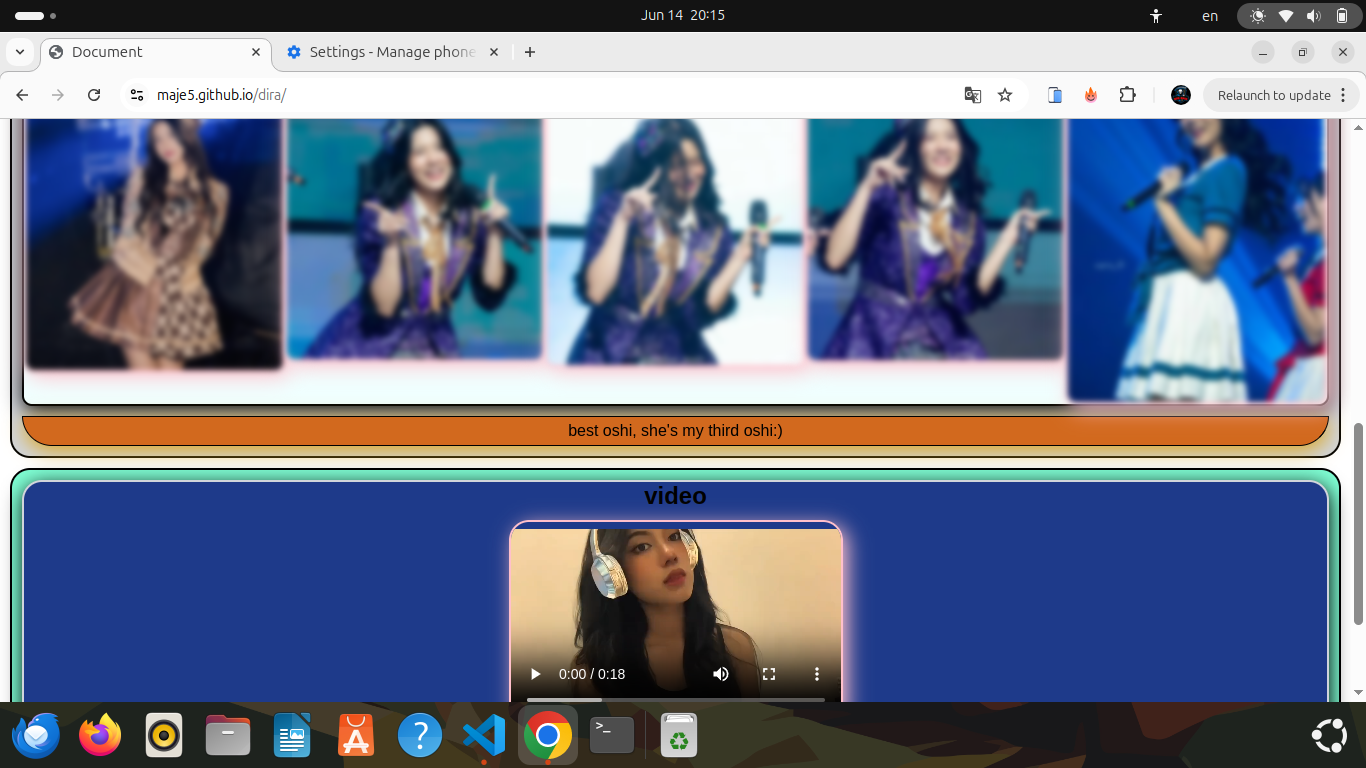 Jun 14 20:15
en
Document
Settings - Manage phone
maje5.github.io/dira/
Relaunch to update
best oshi, she's my third oshi:)
video
0:00 / 0:18